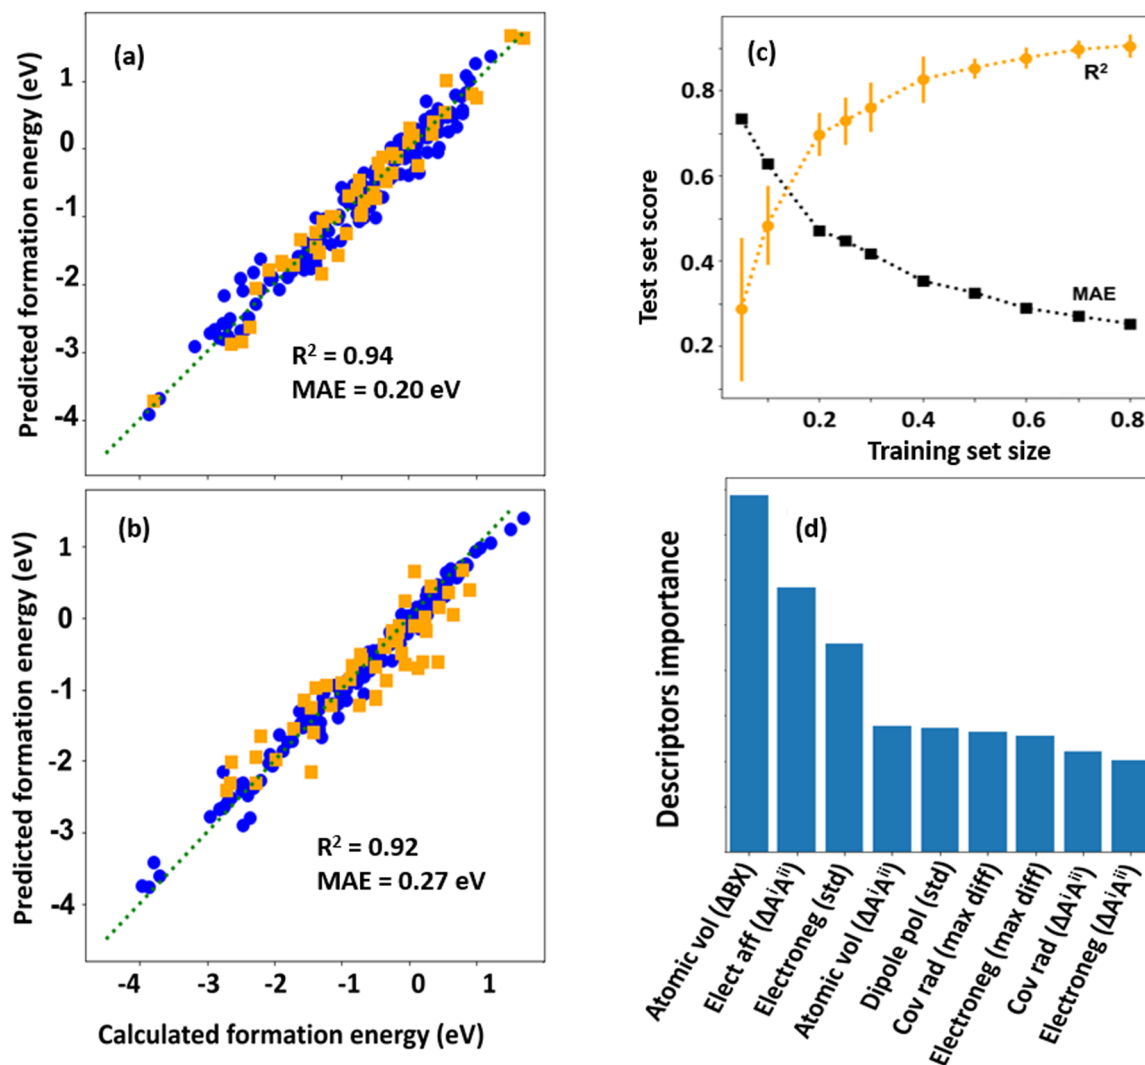 (a)
Predicted formation energy (eV)
1
0
-1
-2
-3
-4
R² = 0.94
MAE = 0.20 eV
(b)
Predicted formation energy (eV)
1
0
-1
-2
-3
-4
R² = 0.92
MAE = 0.27 eV
-4
-3
-2
-1
0
1
Calculated formation energy (eV)
(c)
Test set score
0.8
0.6
0.4
0.2
R²
MAE
0.2
0.4
0.6
0.8
Training set size
(d)
Descriptors importance
Atomic vol (ΔBX)
Elect aff (ΔAⁱAⁱⁱ)
Electroneg (std)
Atomic vol (ΔAⁱAⁱⁱ)
Dipole pol (std)
Cov rad (max diff)
Electroneg (max diff)
Cov rad (ΔAⁱAⁱⁱ)
Electroneg (ΔAⁱAⁱⁱ)